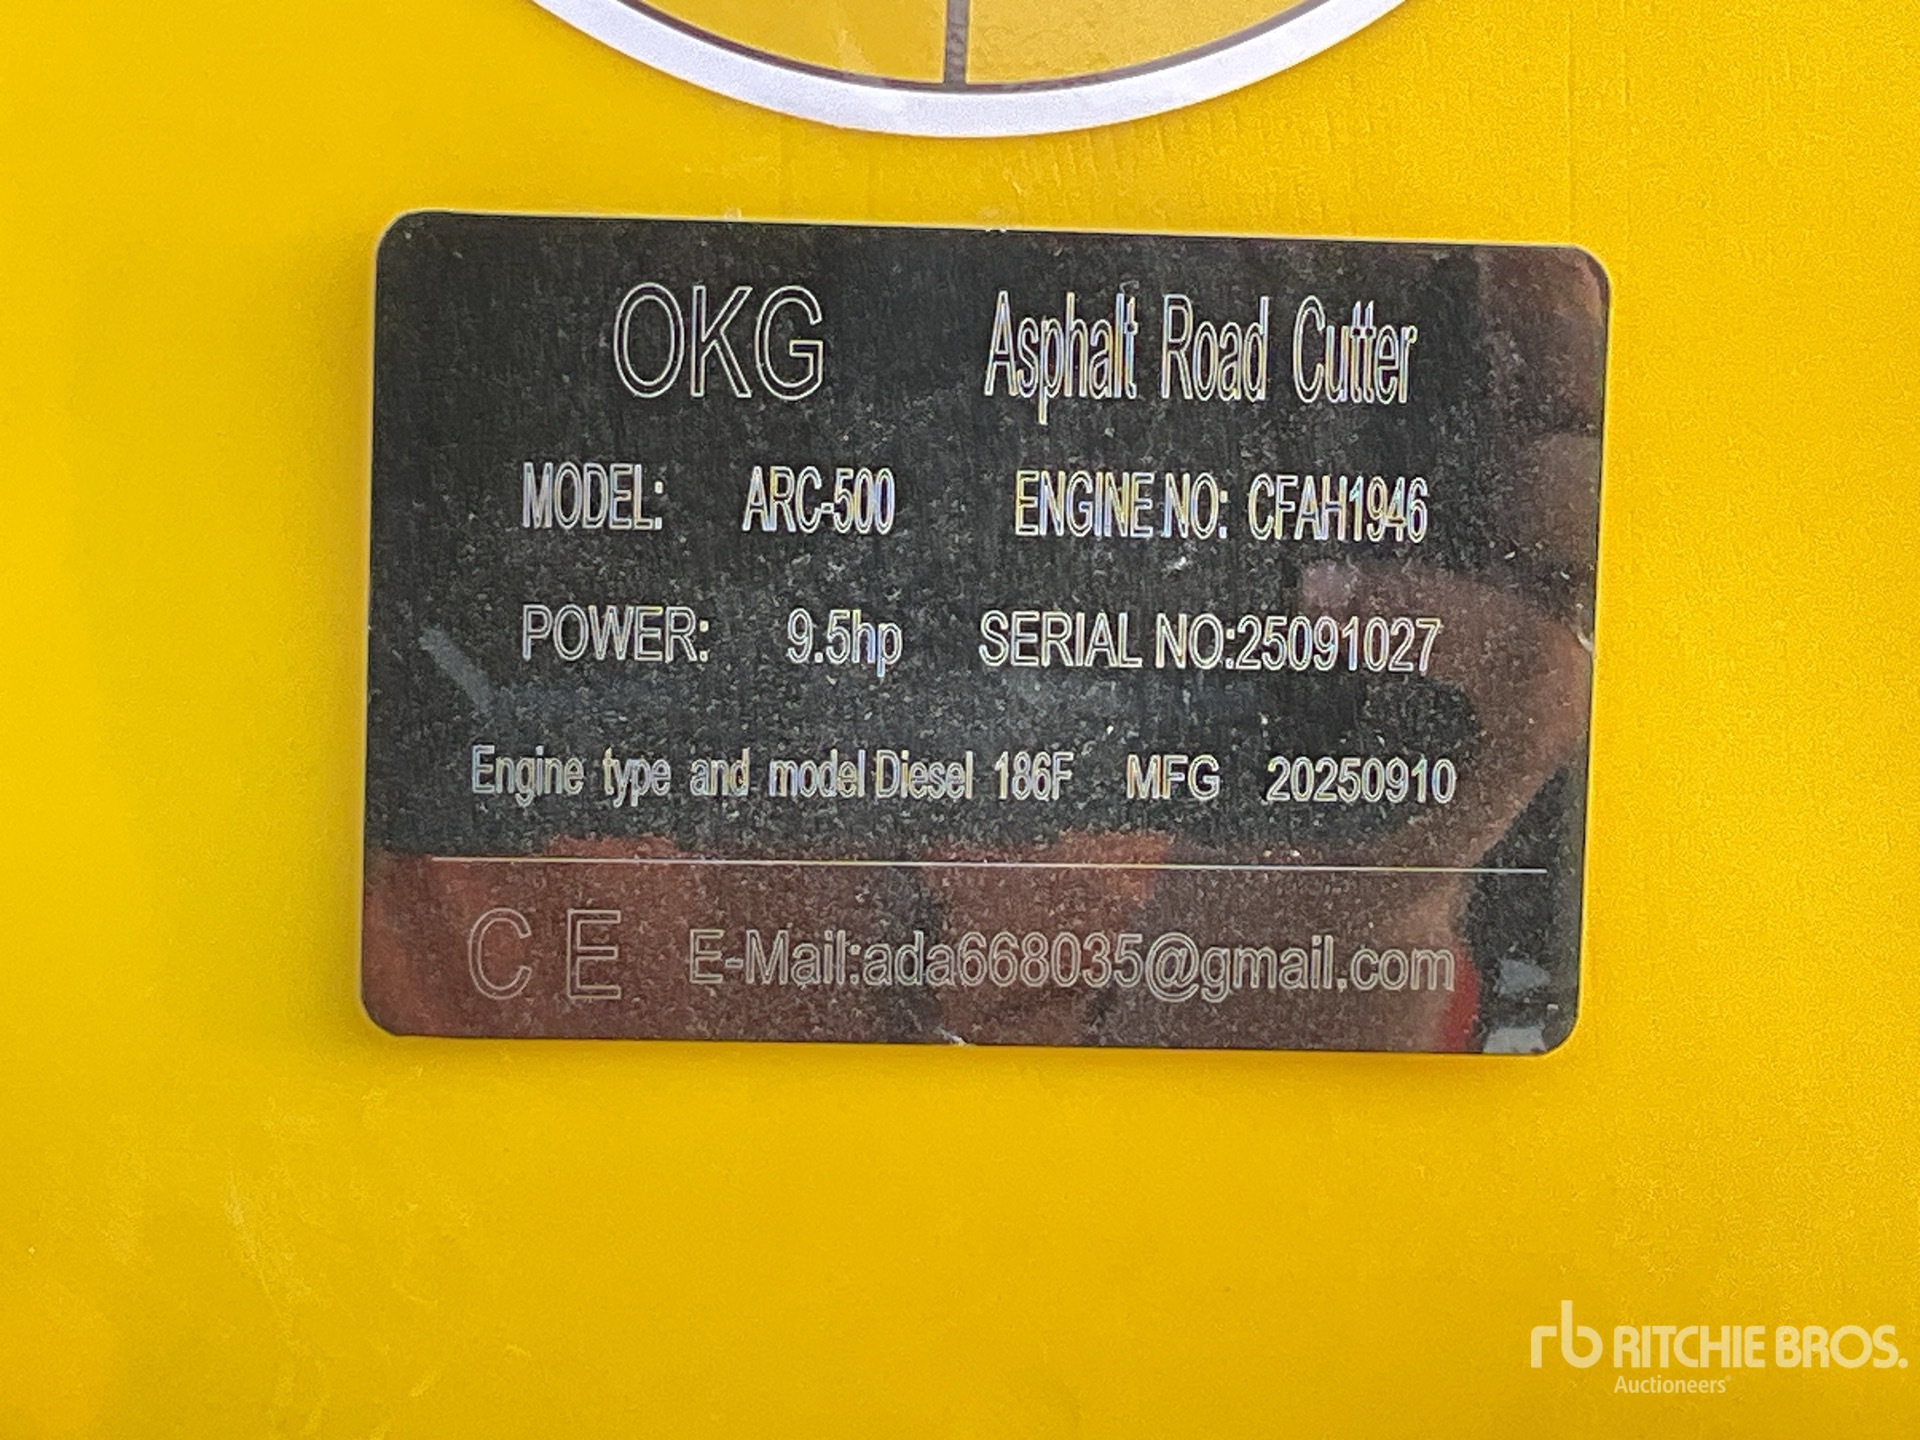 OKG Asphalt Road Cutter
MODEL: ARC-500 ENGINE NO: CFAH1946
POWER: 9.5hp SERIAL NO:25091027
Engine type and model Diesel 186F MFG 20250910
CE E-Mail:ada668035@gmail.com
rb RITCHIE BROS.
Auctioneers